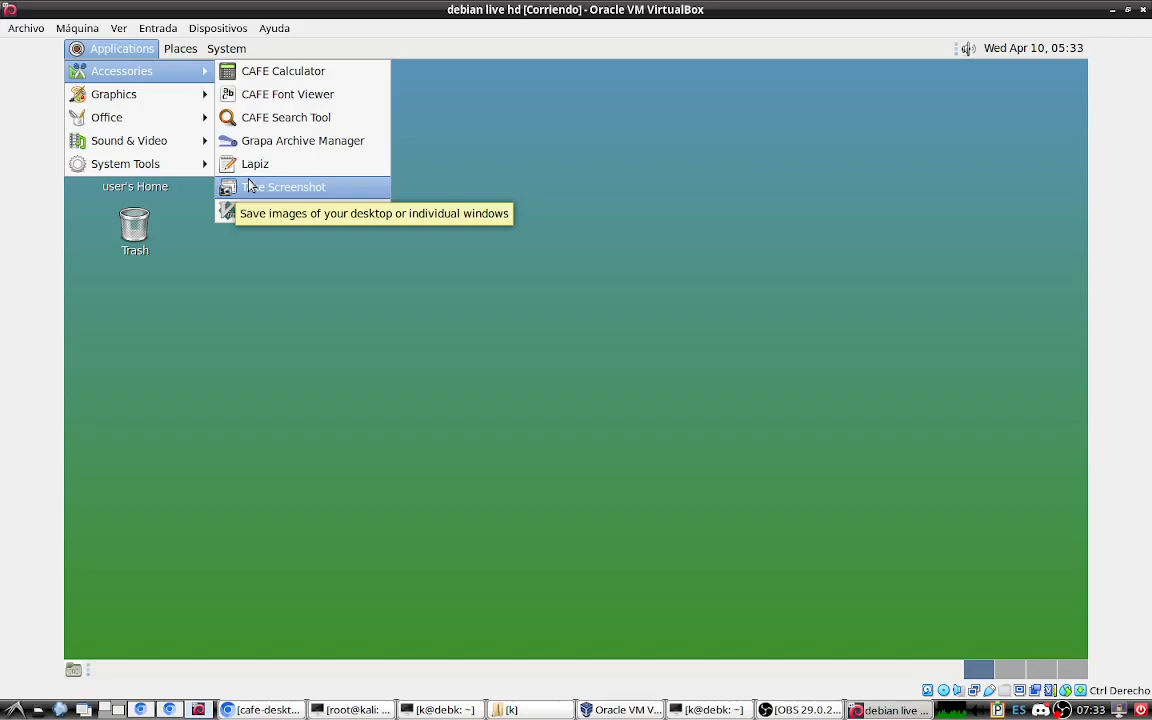 debian live hd [Corriendo] - Oracle VM VirtualBox
Archivo Máquina Ver Entrada Dispositivos Ayuda
Applications Places System Wed Apr 10, 05:33
Accessories
Graphics
Office
Sound & Video
System Tools
CAFE Calculator
CAFE Font Viewer
CAFE Search Tool
Grapa Archive Manager
Lapiz
Screenshot
Save images of your desktop or individual windows
user's Home
Trash
Ctrl Derecho
[cafe-deskt... [root@kali: ... [k@debk: ~] [k] Oracle VM V... [k@debk: ~] [OBS 29.0.2... debian live ... ES 07:33